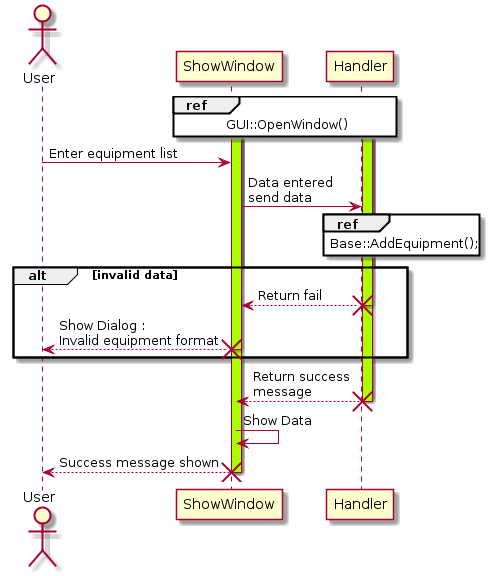 User
ShowWindow
Handler
ref
GUI::OpenWindow()
Enter equipment list
Data entered
send data
ref
Base::AddEquipment();
alt
[invalid data]
Return fail
Show Dialog :
Invalid equipment format
Return success
message
Show Data
Success message shown
User
ShowWindow
Handler